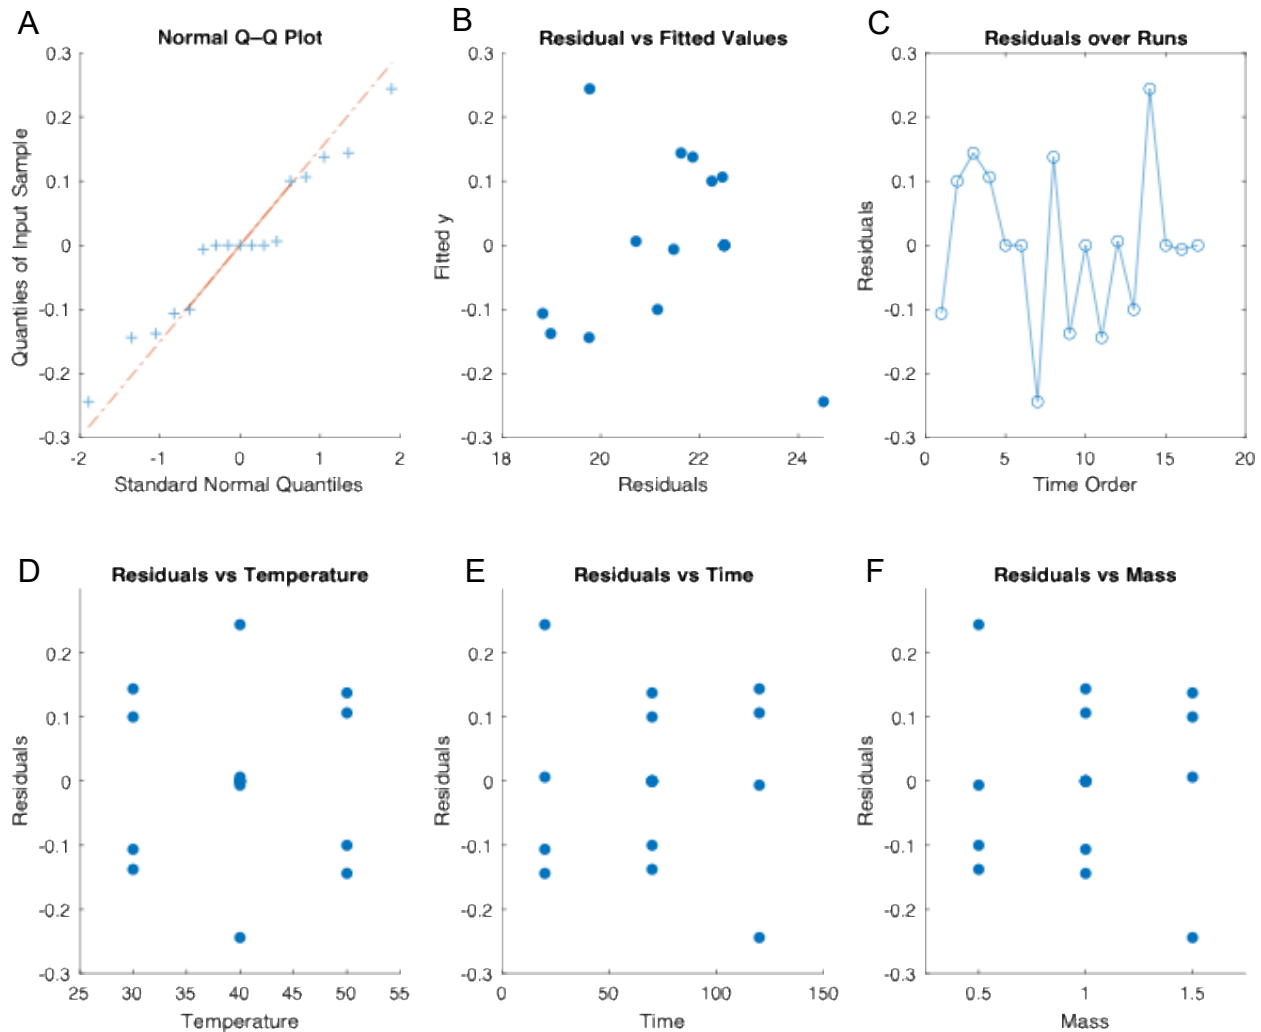 A
Normal Q–Q Plot
0.3
0.2
0.1
0
-0.1
-0.2
-0.3
Quantiles of Input Sample
-2 -1 0 1 2
Standard Normal Quantiles
B
Residual vs Fitted Values
0.3
0.2
0.1
0
-0.1
-0.2
-0.3
Fitted y
18 20 22 24
Residuals
C
Residuals over Runs
0.3
0.2
0.1
0
-0.1
-0.2
-0.3
Residuals
0 5 10 15 20
Time Order
D
Residuals vs Temperature
0.2
0.1
0
-0.1
-0.2
-0.3
Residuals
25 30 35 40 45 50 55
Temperature
E
Residuals vs Time
0.2
0.1
0
-0.1
-0.2
-0.3
Residuals
0 50 100 150
Time
F
Residuals vs Mass
0.2
0.1
0
-0.1
-0.2
-0.3
Residuals
0.5 1 1.5
Mass